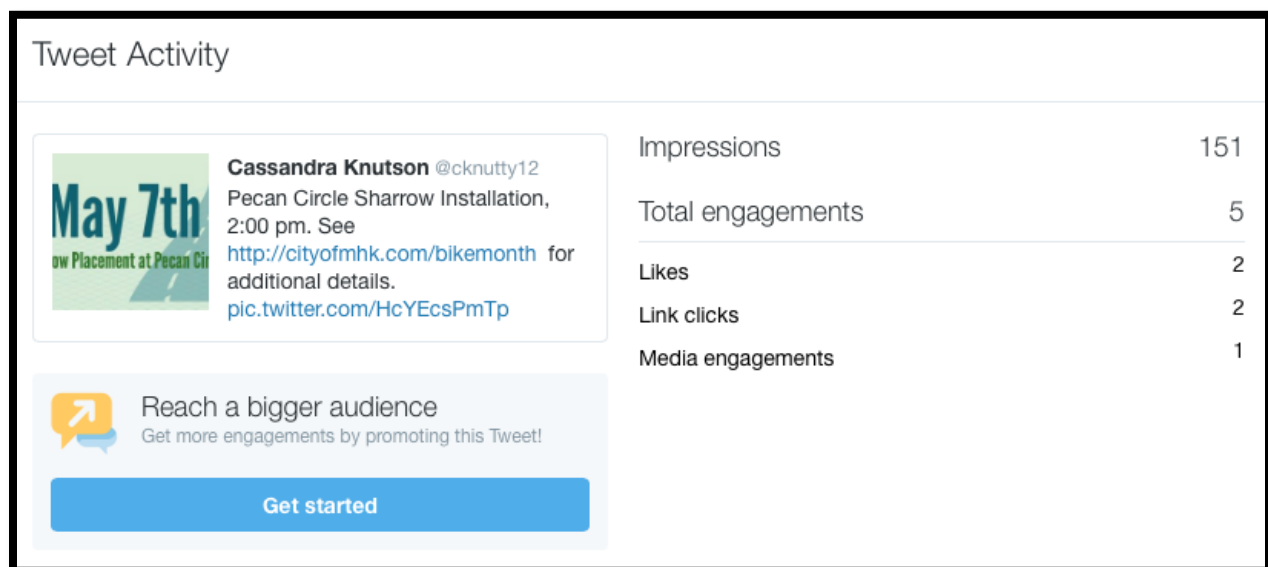 Tweet Activity
May 7th
ow Placement at Pecan Cir
Cassandra Knutson @cknutty12
Pecan Circle Sharrow Installation,
2:00 pm. See
http://cityofmhk.com/bikemonth for
additional details.
pic.twitter.com/HcYEcsPmTp
Reach a bigger audience
Get more engagements by promoting this Tweet!
Get started
Impressions 151
Total engagements 5
Likes 2
Link clicks 2
Media engagements 1